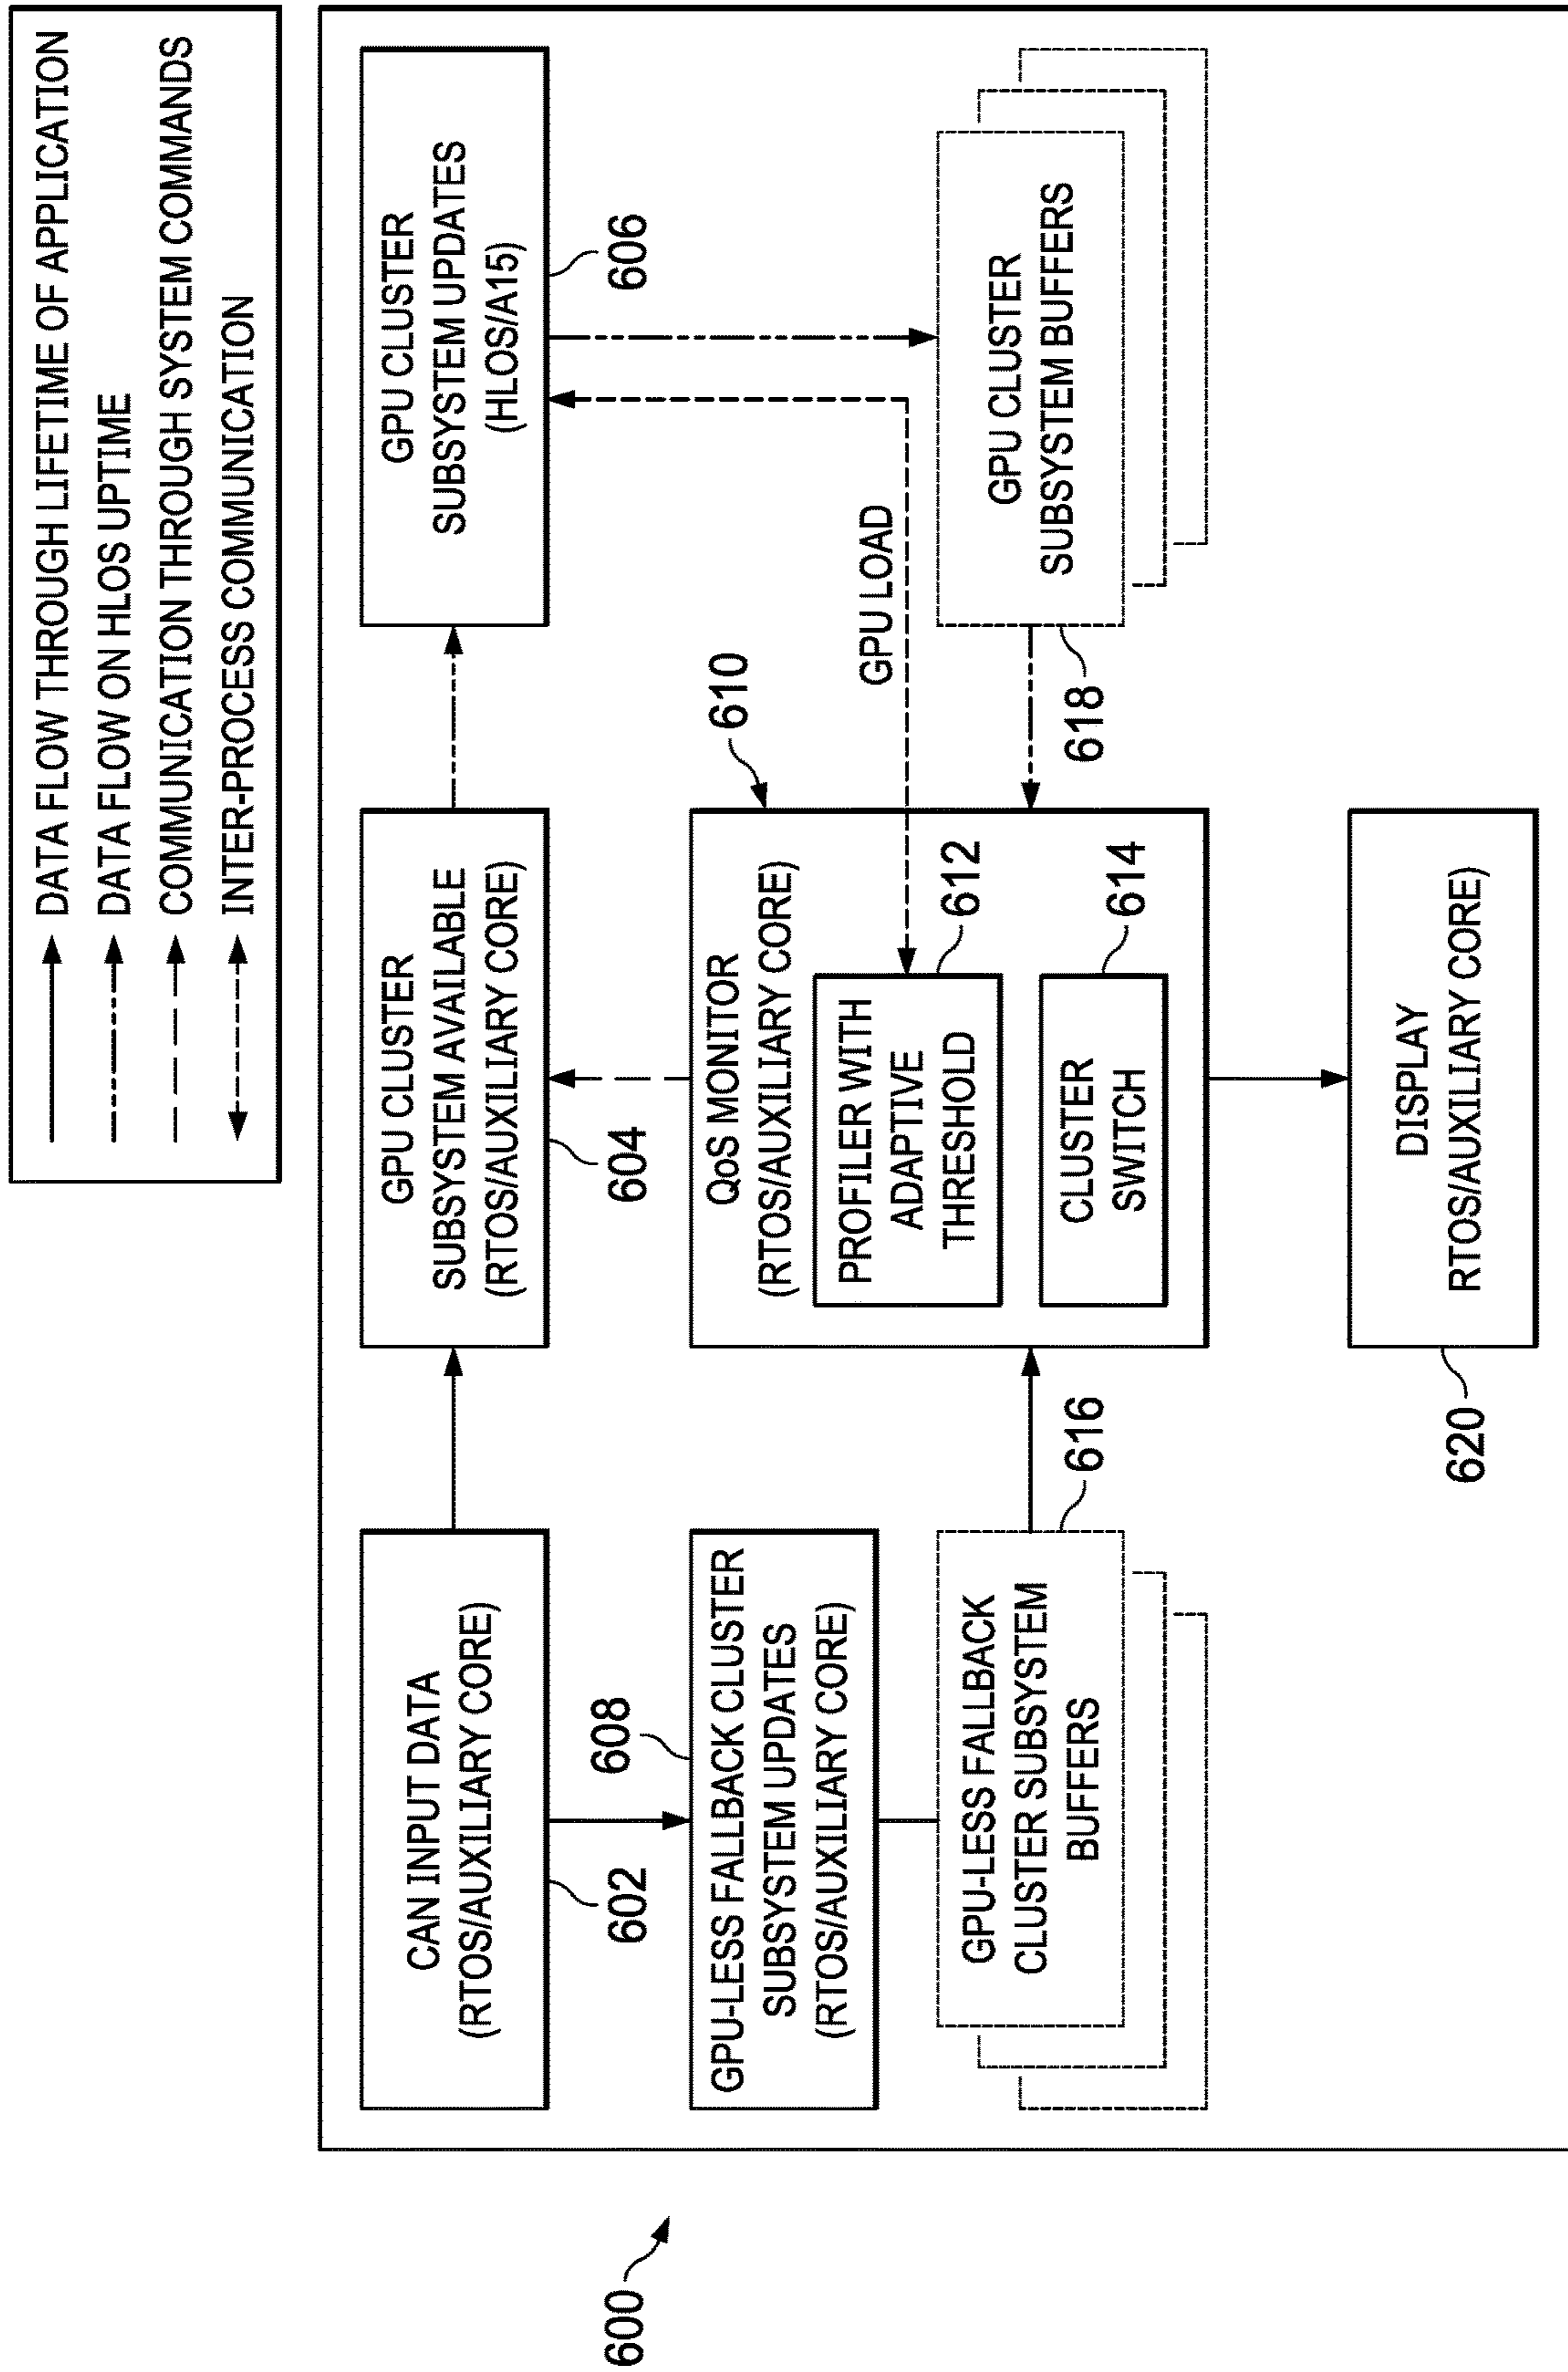 DATA FLOW THROUGH LIFETIME OF APPLICATION
DATA FLOW ON HLOS UPTIME
COMMUNICATION THROUGH SYSTEM COMMANDS
INTER-PROCESS COMMUNICATION
600
CAN INPUT DATA
(RTOS/AUXILIARY CORE)
602
GPU CLUSTER
SUBSYSTEM AVAILABLE
(RTOS/AUXILIARY CORE)
604
GPU CLUSTER
SUBSYSTEM UPDATES
(HLOS/A15)
606
608
GPU-LESS FALLBACK CLUSTER
SUBSYSTEM UPDATES
(RTOS/AUXILIARY CORE)
610
QoS MONITOR
(RTOS/AUXILIARY CORE)
PROFILER WITH
ADAPTIVE
THRESHOLD
612
CLUSTER
SWITCH
614
GPU LOAD
GPU-LESS FALLBACK
CLUSTER SUBSYSTEM
BUFFERS
616
GPU CLUSTER
SUBSYSTEM BUFFERS
618
DISPLAY
RTOS/AUXILIARY CORE)
620